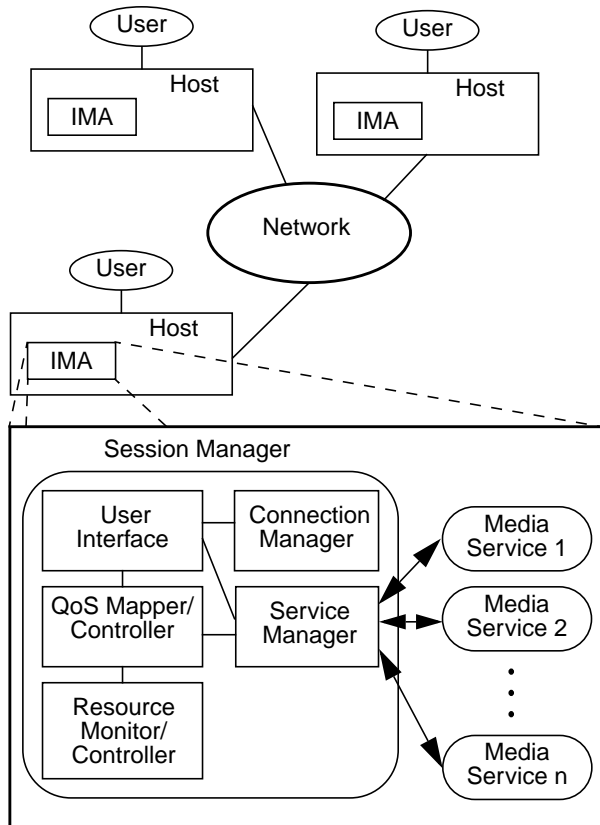 User
User
Host
Host
IMA
IMA
Network
User
Host
IMA
Session Manager
User
Interface
Connection
Manager
Media
Service 1
QoS Mapper/
Controller
Service
Manager
Media
Service 2
Resource
Monitor/
Controller
Media
Service n